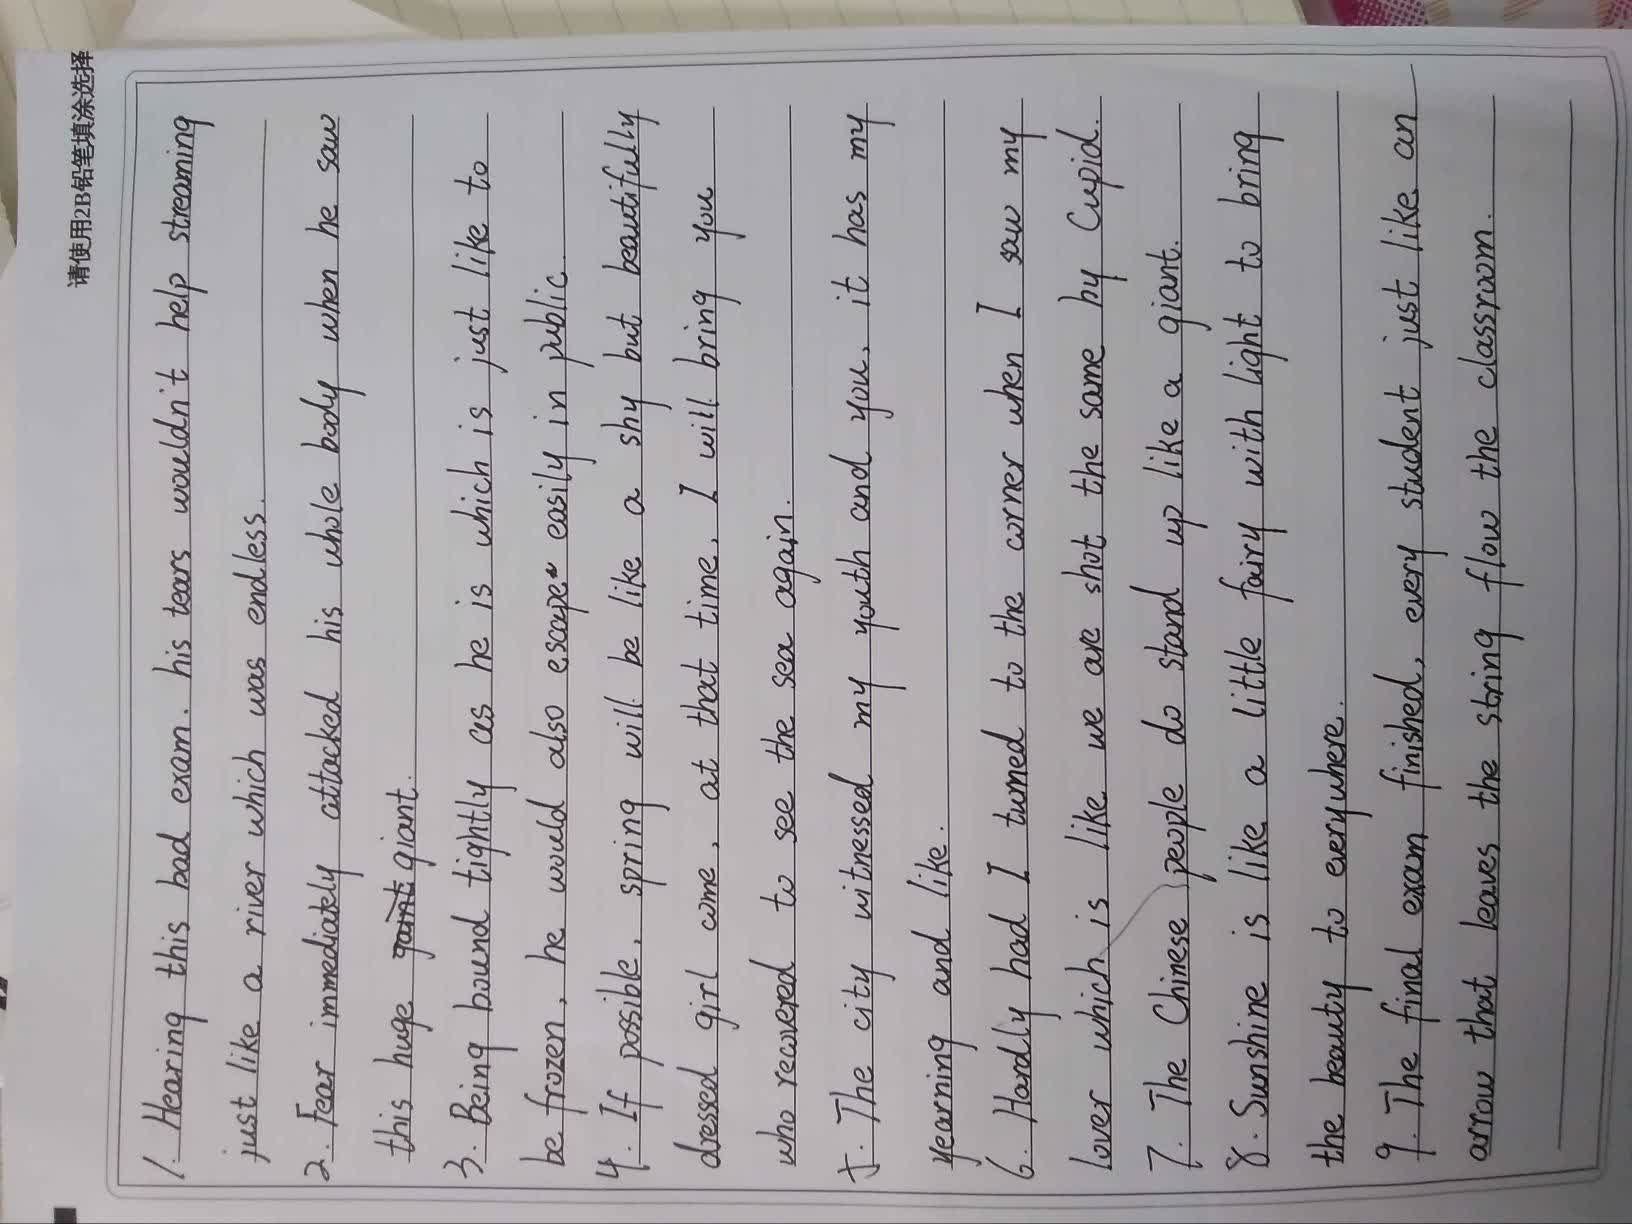 请使用2B铅笔填涂选择
1. Hearing this bad exam. his tears wouldn't help streaming
just like a river which was endless.
2. Fear immediately attacked his whole body when he saw
this huge giant.
3. Being bound tightly as he is which is just like to
be frozen, he would also escape easily in public.
4. If possible, spring will be like a shy but beautifully
dressed girl come, at that time, I will bring you
who recovered to see the sea again.
5. The city witnessed my youth and you, it has my
yearning and like.
6. Hardly had I turned to the corner when I saw my
lover which is like we are shot the same by Cupid.
7. The Chinese people do stand up like a giant.
8. Sunshine is like a little fairy with light to bring
the beauty to everywhere.
9. The final exam finished, every student just like an
arrow that leaves the string flow the classroom.